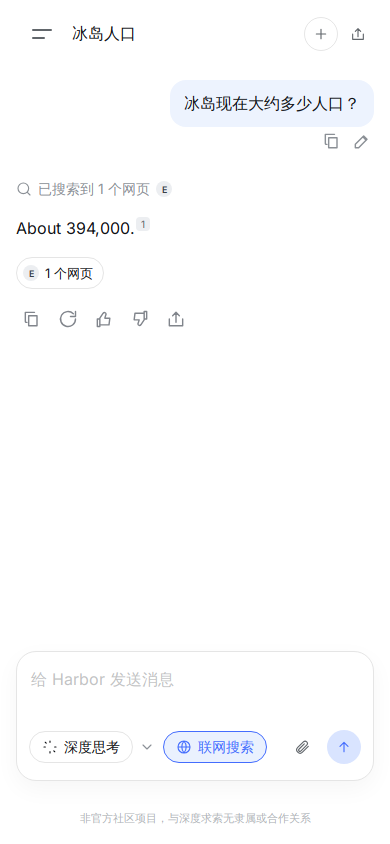 冰岛人口
冰岛现在大约多少人口？
已搜索到 1 个网页 E
About 394,000. 1
E 1 个网页
给 Harbor 发送消息
深度思考 联网搜索
非官方社区项目，与深度求索无隶属或合作关系